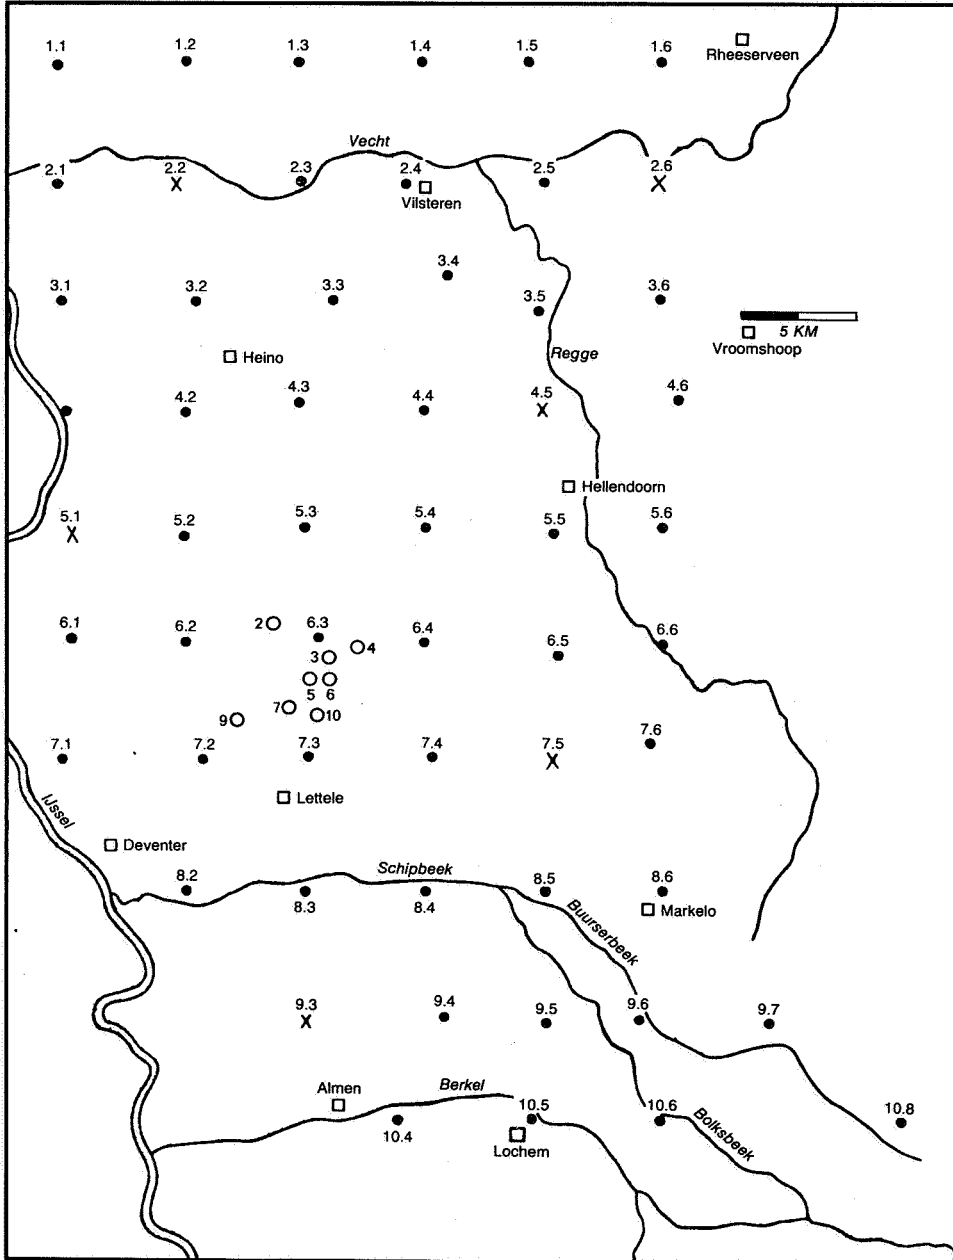 1.1 1.2 1.3 1.4 1.5 1.6
Rheeserveen
Vecht
2.1 2.2 2.3 2.4 2.5 2.6
Vilsteren
3.1 3.2 3.3 3.4 3.5 3.6
5 KM
Vroomshoop
Heino
Regge
4.2 4.3 4.4 4.5 4.6
Hellendoorn
5.1 5.2 5.3 5.4 5.5 5.6
6.1 6.2 6.3 6.4 6.5 6.6
2
4
3
5 6
7
9 10
7.1 7.2 7.3 7.4 7.5 7.6
Lettele
IJssel
Deventer
Schipbeek
8.2 8.3 8.4 8.5 8.6
Markelo
Buurserbeek
9.3 9.4 9.5 9.6 9.7
Almen
Berkel
10.4 10.5 10.6 10.8
Bolksbeek
Lochem